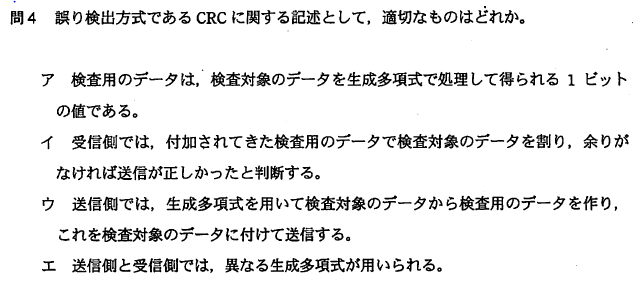 問4 誤り検出方式である CRC に関する記述として，適切なものはどれか。
ア 検査用のデータは，検査対象のデータを生成多項式で処理して得られる 1 ビット
の値である。
イ 受信側では，付加されてきた検査用のデータで検査対象のデータを割り，余りが
なければ送信が正しかったと判断する。
ウ 送信側では，生成多項式を用いて検査対象のデータから検査用のデータを作り，
これを検査対象のデータに付けて送信する。
エ 送信側と受信側では，異なる生成多項式が用いられる。